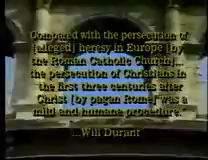 Compared with the persecution of
[alleged] heresy in Europe [by
the Roman Catholic Church]...
the persecution of Christians in
the first three centuries after
Christ [by pagan Rome] was a
mild and humane procedure.
...Will Durant